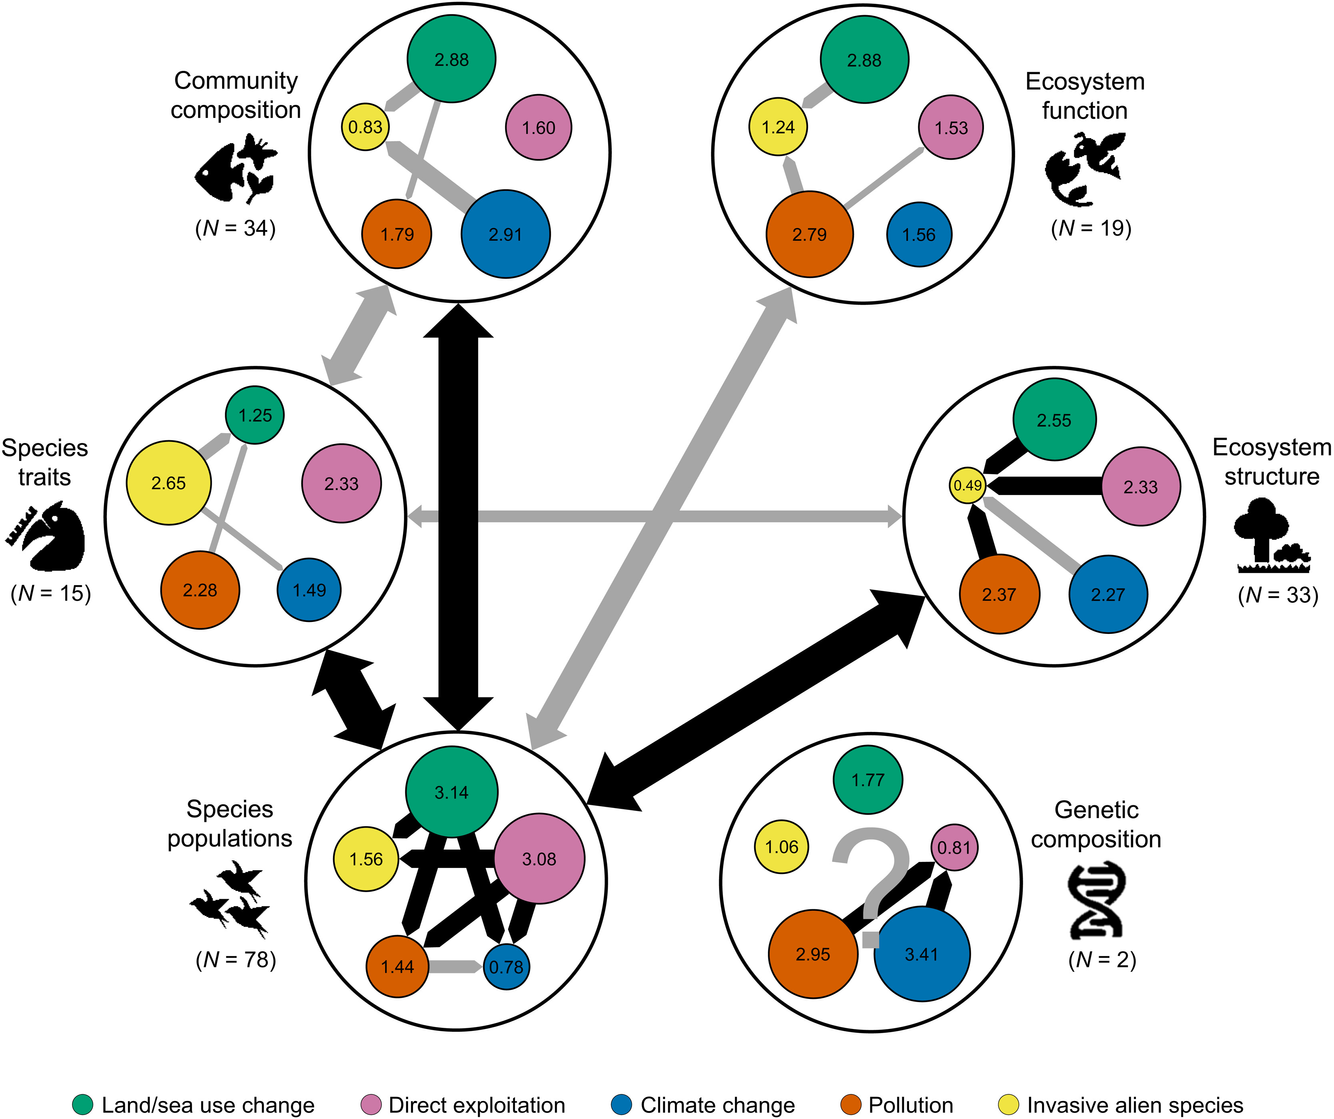 Community
composition
(N = 34)
2.88
0.83
1.60
1.79
2.91
Ecosystem
function
(N = 19)
2.88
1.24
1.53
2.79
1.56
Species
traits
(N = 15)
1.25
2.65
2.33
2.28
1.49
Ecosystem
structure
(N = 33)
2.55
0.49
2.33
2.37
2.27
Species
populations
(N = 78)
3.14
1.56
3.08
1.44
0.78
Genetic
composition
(N = 2)
1.77
1.06
0.81
?
2.95
3.41
Land/sea use change
Direct exploitation
Climate change
Pollution
Invasive alien species